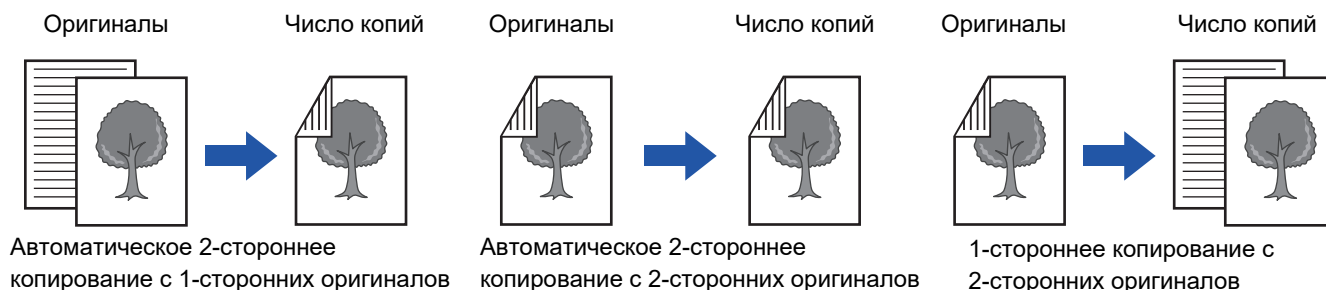 Оригиналы
Число копий
Оригиналы
Число копий
Оригиналы
Число копий
Автоматическое 2-стороннее
копирование с 1-сторонних оригиналов
Автоматическое 2-стороннее
копирование с 2-сторонних оригиналов
1-стороннее копирование с
2-сторонних оригиналов